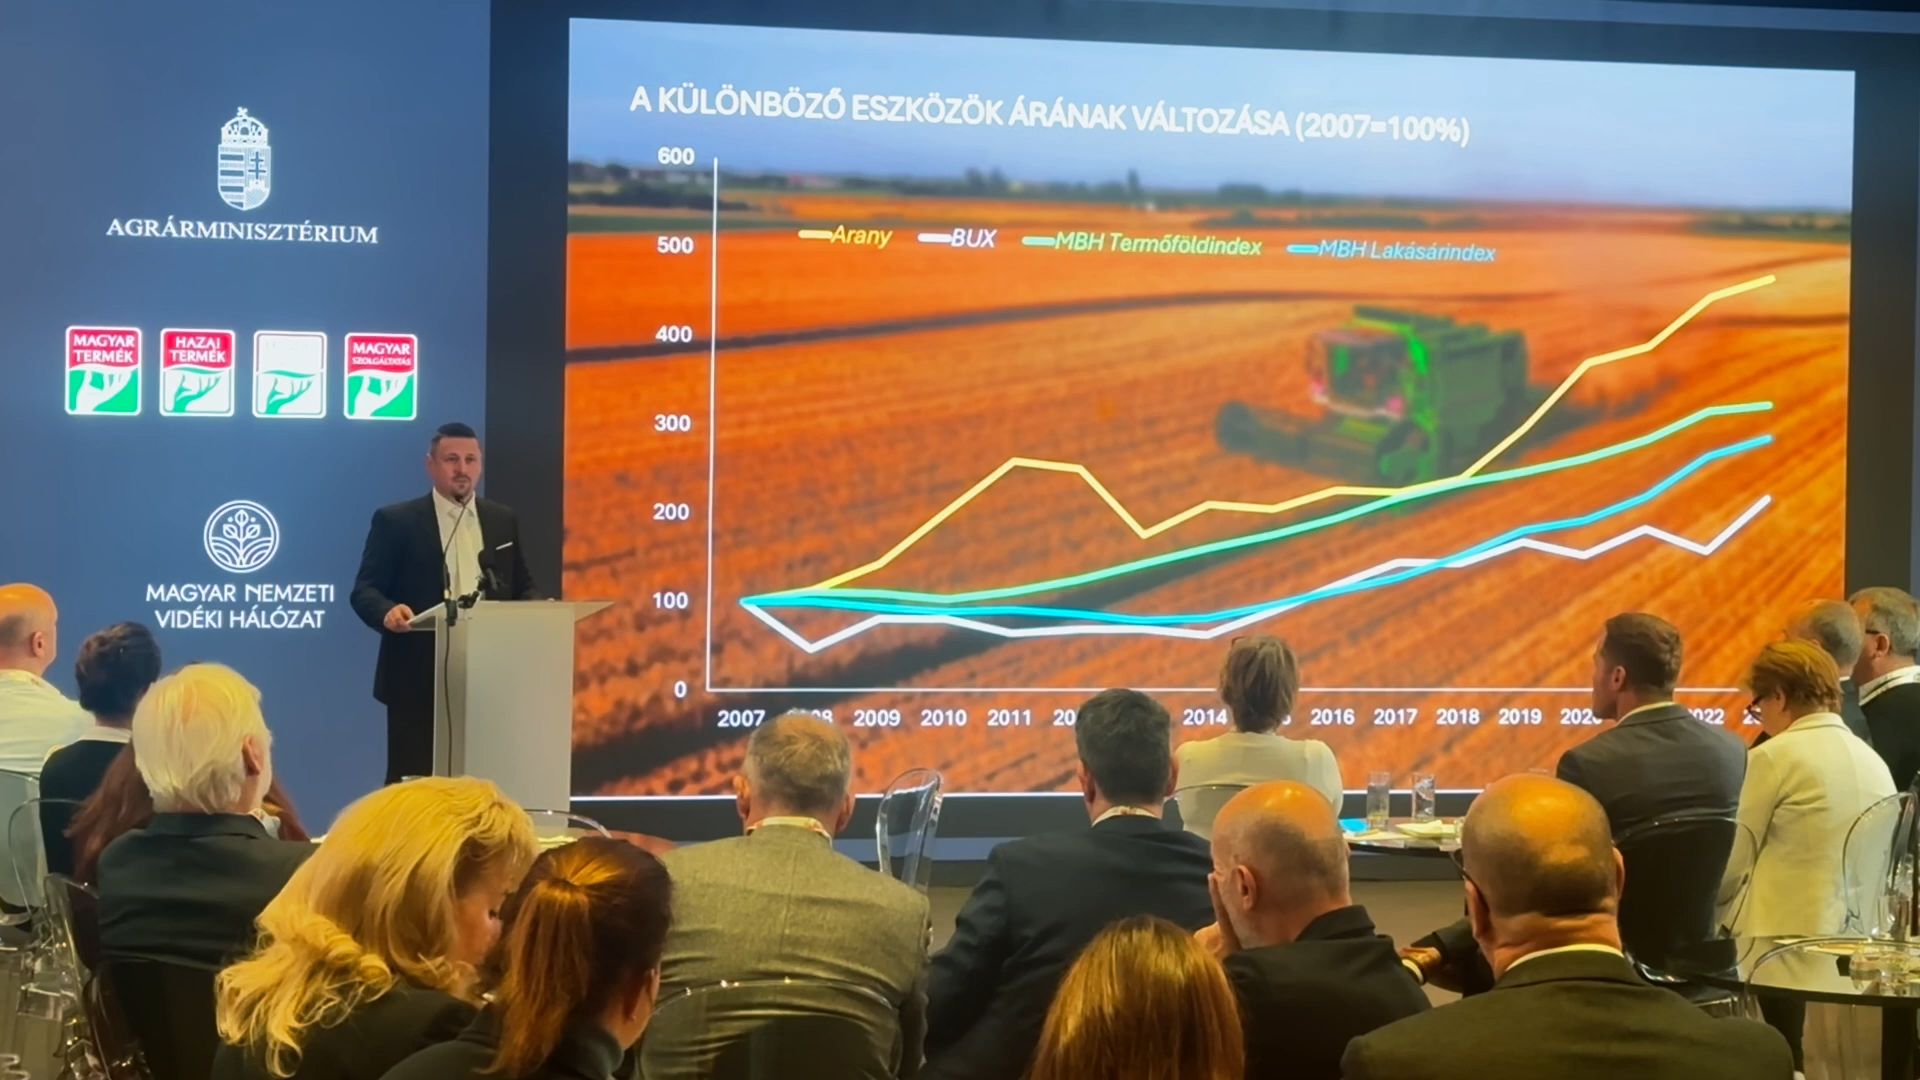 AGRÁRMINISZTÉRIUM
MAGYAR
TERMÉK
HAZAI
TERMÉK
MAGYAR
SZOLGÁLTATÁS
MAGYAR NEMZETI
VIDÉKI HÁLÓZAT
A KÜLÖNBÖZŐ ESZKÖZÖK ÁRÁNAK VÁLTOZÁSA (2007=100%)
Arany BUX MBH Termőföldindex MBH Lakásárindex
600
500
400
300
200
100
0
2007 2009 2010 2011 2014 2016 2017 2018 2019